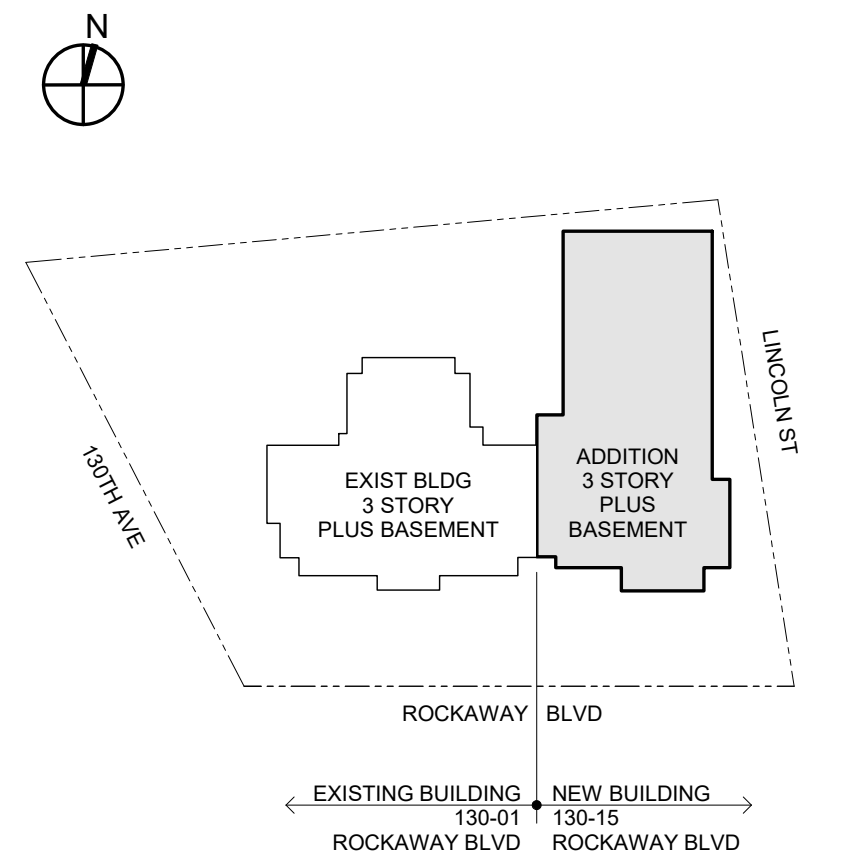 N
LINCOLN ST
130TH AVE
EXIST BLDG
3 STORY
PLUS BASEMENT
ADDITION
3 STORY
PLUS
BASEMENT
ROCKAWAY BLVD
EXISTING BUILDING
130-01
ROCKAWAY BLVD
NEW BUILDING
130-15
ROCKAWAY BLVD